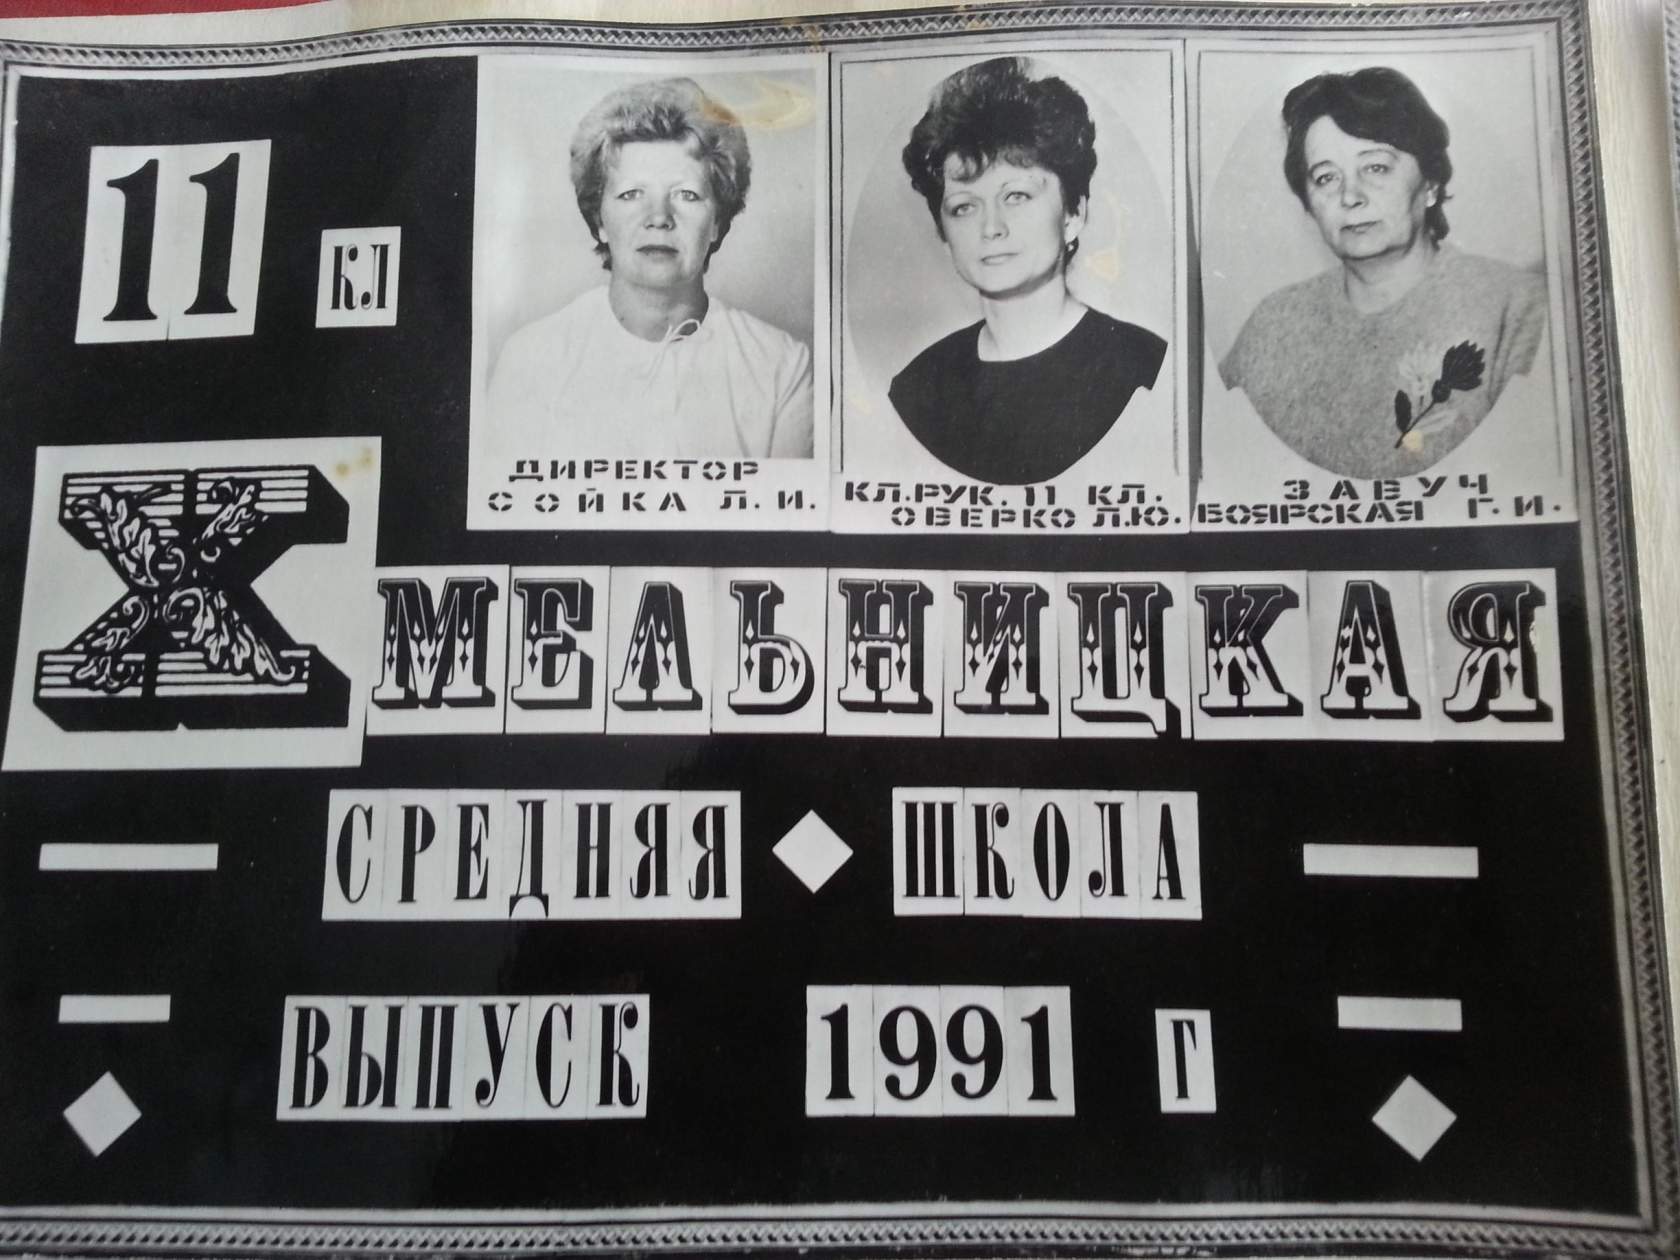 11 КЛ
ДИРЕКТОР
СОЙКА Л. И.
КЛ.РУК. 11 КЛ.
ОВЕРКО Л.Ю.
ЗАВУЧ
БОЯРСКАЯ Г. И.
ХМЕЛЬНИЦКАЯ
СРЕДНЯЯ ШКОЛА
ВЫПУСК 1991 Г